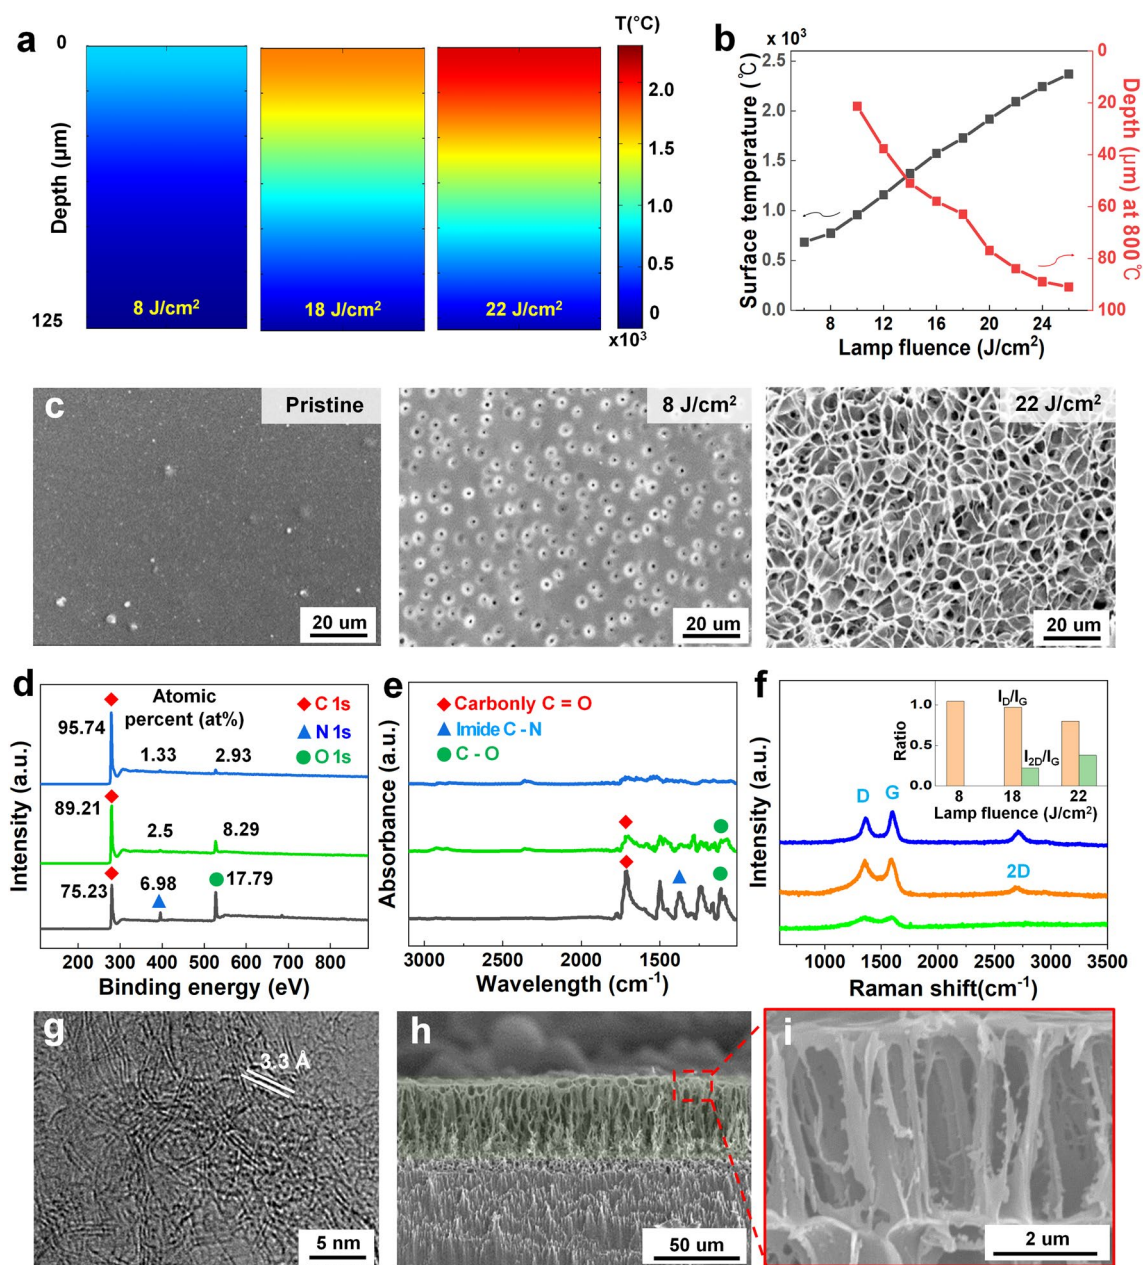 a
T(°C)
0
Depth (μm)
125
8 J/cm²
18 J/cm²
22 J/cm²
2.0
1.5
1.0
0.5
0
x10³
b
x 10³
Surface temperature (℃)
2.5
2.0
1.5
1.0
0.5
0.0
8 12 16 20 24
Lamp fluence (J/cm²)
0
20
40
60
80
100
Depth (μm) at 800℃
c
Pristine
20 um
8 J/cm²
20 um
22 J/cm²
20 um
d
Atomic
percent (at%)
C 1s
N 1s
O 1s
95.74
1.33
2.93
89.21
2.5
8.29
75.23
6.98
17.79
Intensity (a.u.)
200 400 600 800
Binding energy (eV)
e
Carbonly C = O
Imide C - N
C - O
Absorbance (a.u.)
3000 2500 2000 1500
Wavelength (cm⁻¹)
f
1.0
0.5
0.0
Ratio
I_D/I_G
I_2D/I_G
8 18 22
Lamp fluence (J/cm²)
D
G
2D
Intensity (a.u.)
1000 1500 2000 2500 3000 3500
Raman shift(cm⁻¹)
g
3.3 Å
5 nm
h
50 um
i
2 um